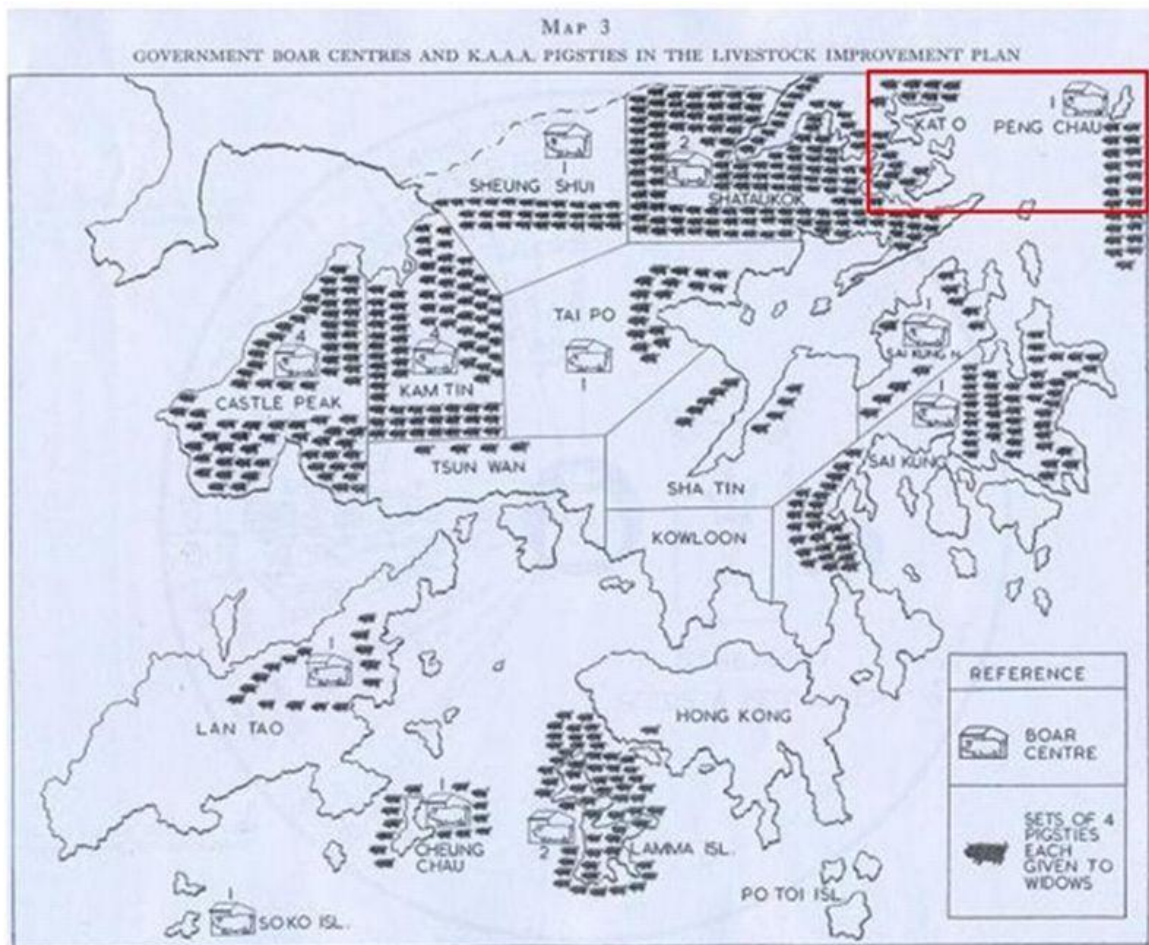 MAP 3
GOVERNMENT BOAR CENTRES AND K.A.A.A. PIGSTIES IN THE LIVESTOCK IMPROVEMENT PLAN
1
KAT O
PENG CHAU
2
SHATAUKOK
1
SHEUNG SHUI
TAI PO
1
4
CASTLE PEAK
KAM TIN
1
SAI KUNG N.
1
SAI KUNG
TSUN WAN
SHA TIN
KOWLOON
1
LAN TAO
HONG KONG
1
CHEUNG
CHAU
2
LAMMA ISL.
PO TOI ISL.
1
SOKO ISL.
REFERENCE
BOAR
CENTRE
SETS OF 4
PIGSTIES
EACH
GIVEN TO
WIDOWS